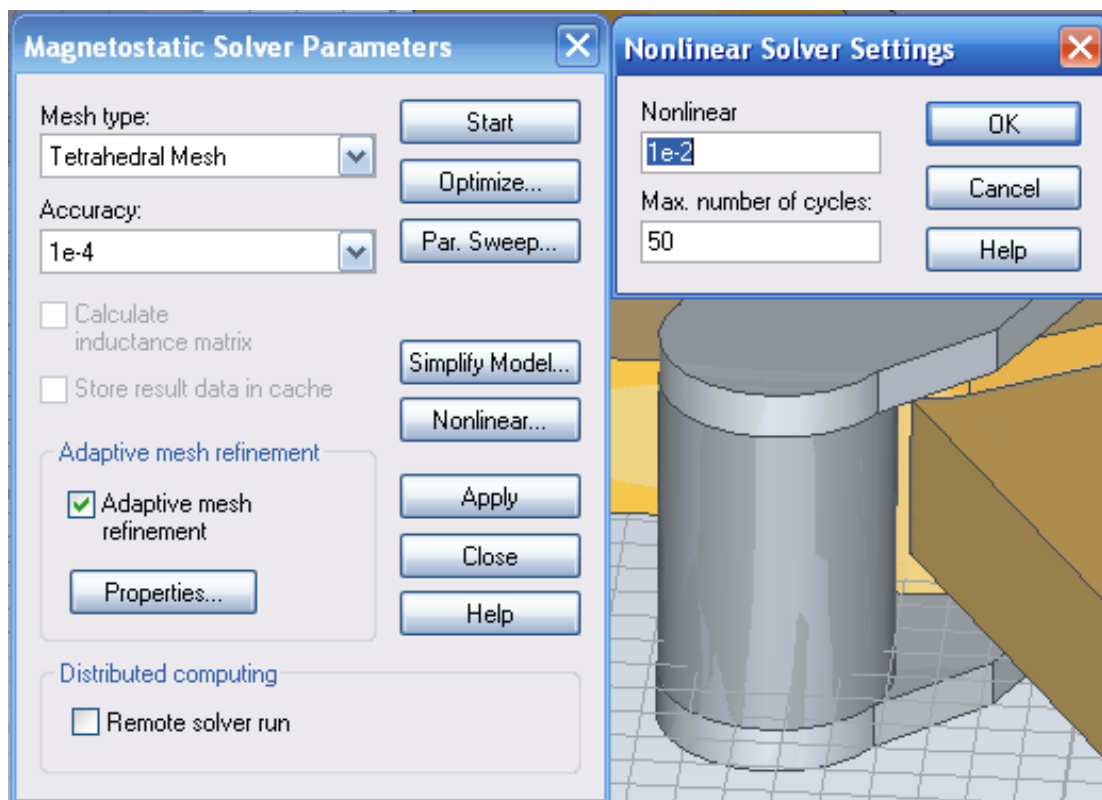 Magnetostatic Solver Parameters
Mesh type:
Tetrahedral Mesh
Accuracy:
1e-4
Calculate
inductance matrix
Store result data in cache
Adaptive mesh refinement
Adaptive mesh
refinement
Properties...
Distributed computing
Remote solver run
Start
Optimize...
Par. Sweep...
Simplify Model...
Nonlinear...
Apply
Close
Help
Nonlinear Solver Settings
Nonlinear
1e-2
Max. number of cycles:
50
OK
Cancel
Help